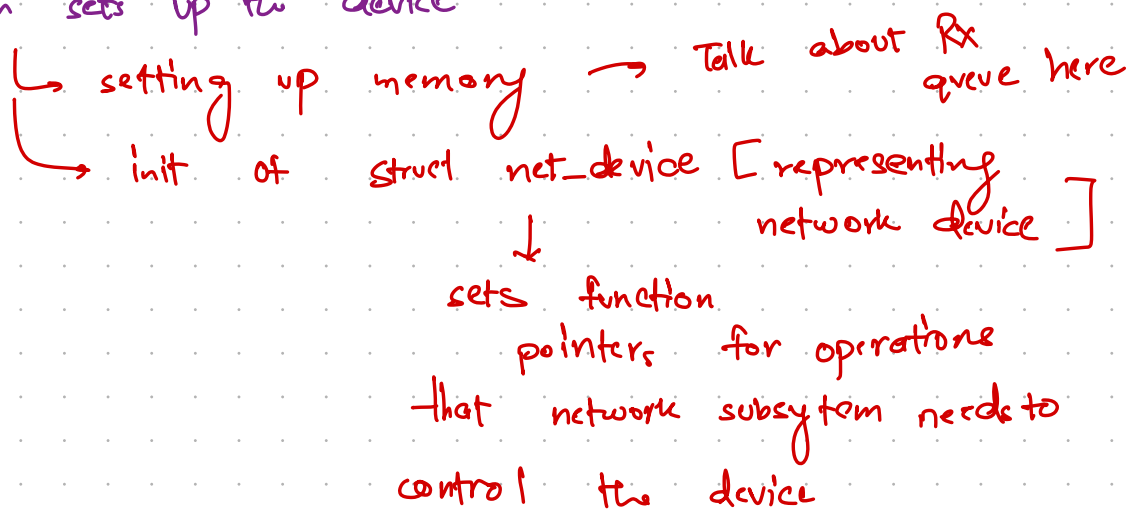 sets up the device
setting up memory → Talk about Rx
queue here
init of struct net_device [representing
network device]
sets function
pointers for operations
that network subsytem needs to
control the device